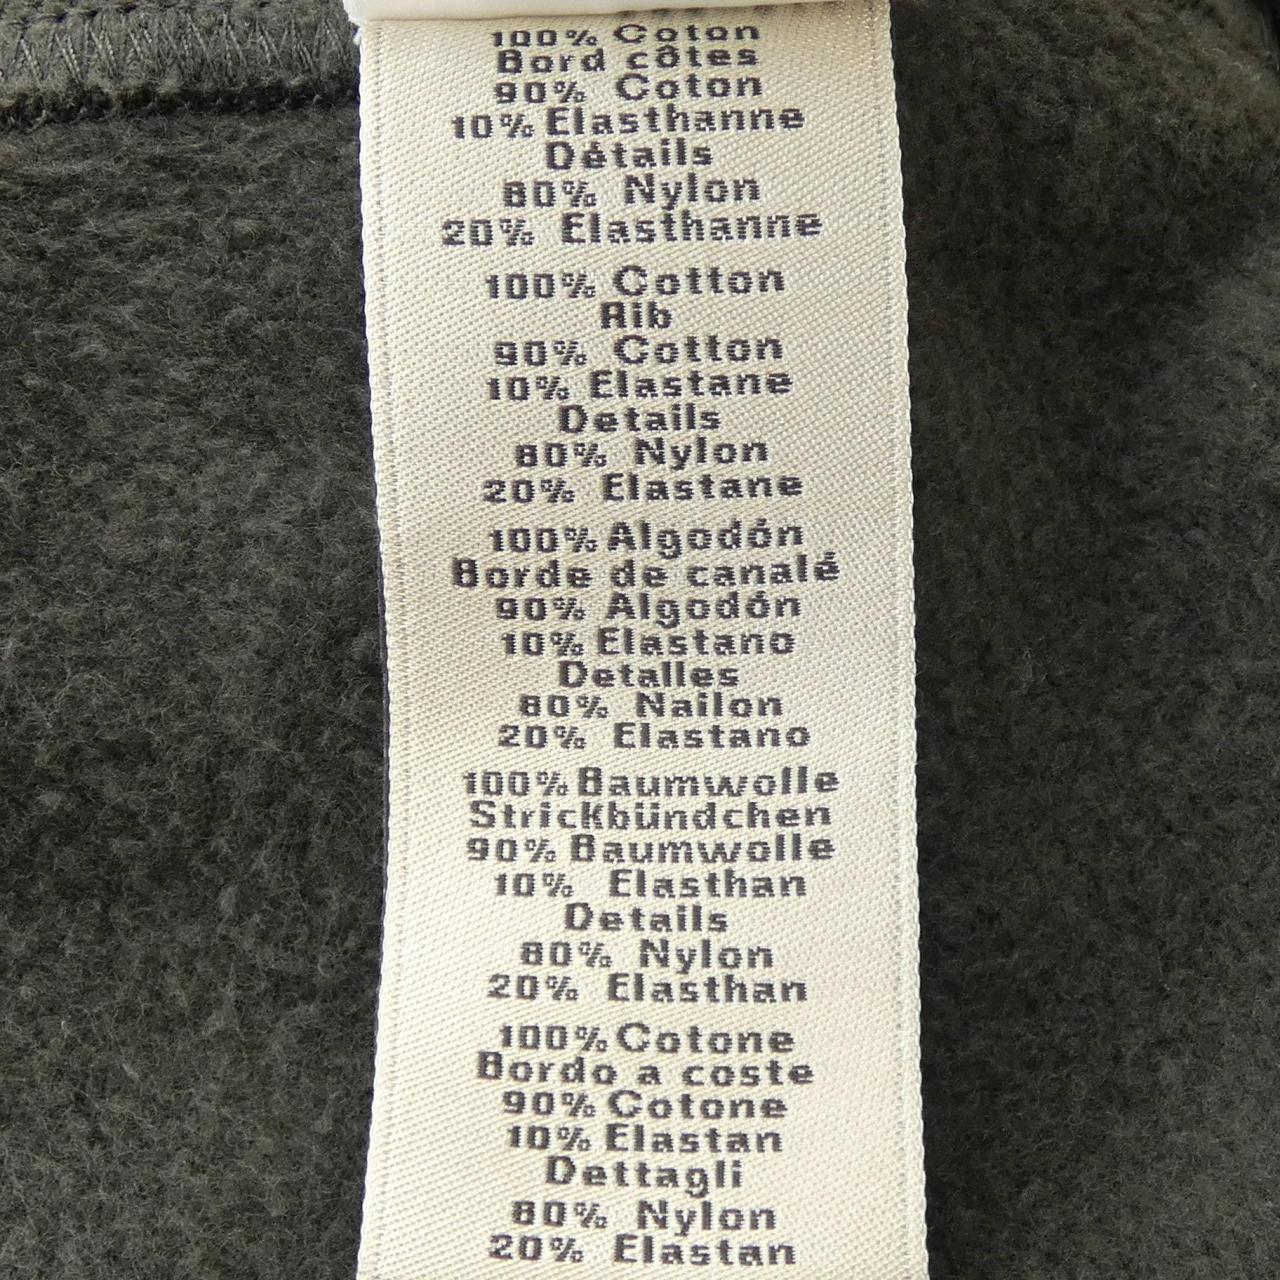 100% Coton
Bord côtes
90% Coton
10% Elasthanne
Détails
80% Nylon
20% Elasthanne
100% Cotton
Rib
90% Cotton
10% Elastane
Details
80% Nylon
20% Elastane
100% Algodón
Borde de canalé
90% Algodón
10% Elastano
Detalles
80% Nailon
20% Elastano
100% Baumwolle
Strickbündchen
90% Baumwolle
10% Elasthan
Details
80% Nylon
20% Elasthan
100% Cotone
Bordo a coste
90% Cotone
10% Elastan
Dettagli
80% Nylon
20% Elastan